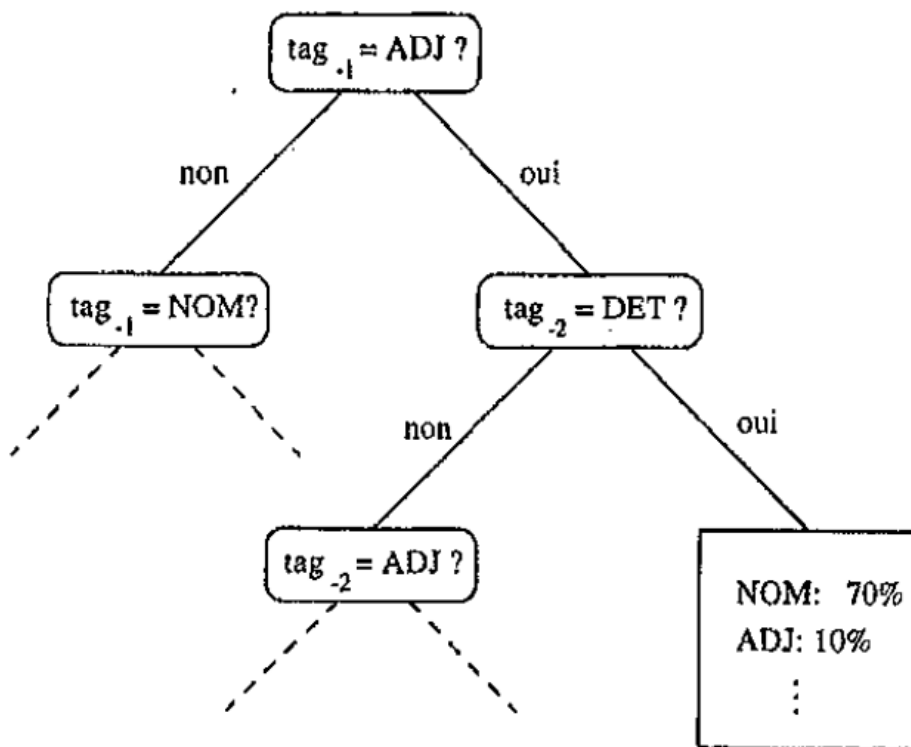 tag -1 = ADJ ?
non
oui
tag -1 = NOM?
tag -2 = DET ?
non
oui
tag -2 = ADJ ?
NOM: 70%
ADJ: 10%
⋮